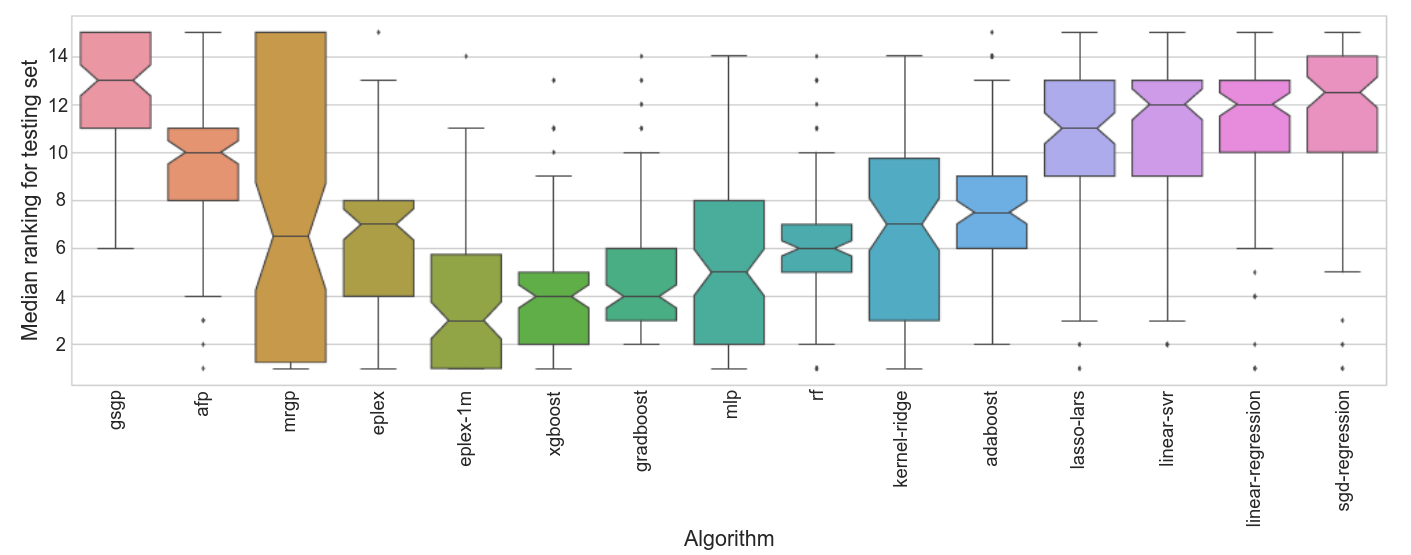 Median ranking for testing set
14
12
10
8
6
4
2
gsgp
afp
mrgp
eplex
eplex-1m
xgboost
gradboost
mlp
rf
kernel-ridge
adaboost
lasso-lars
linear-svr
linear-regression
sgd-regression
Algorithm